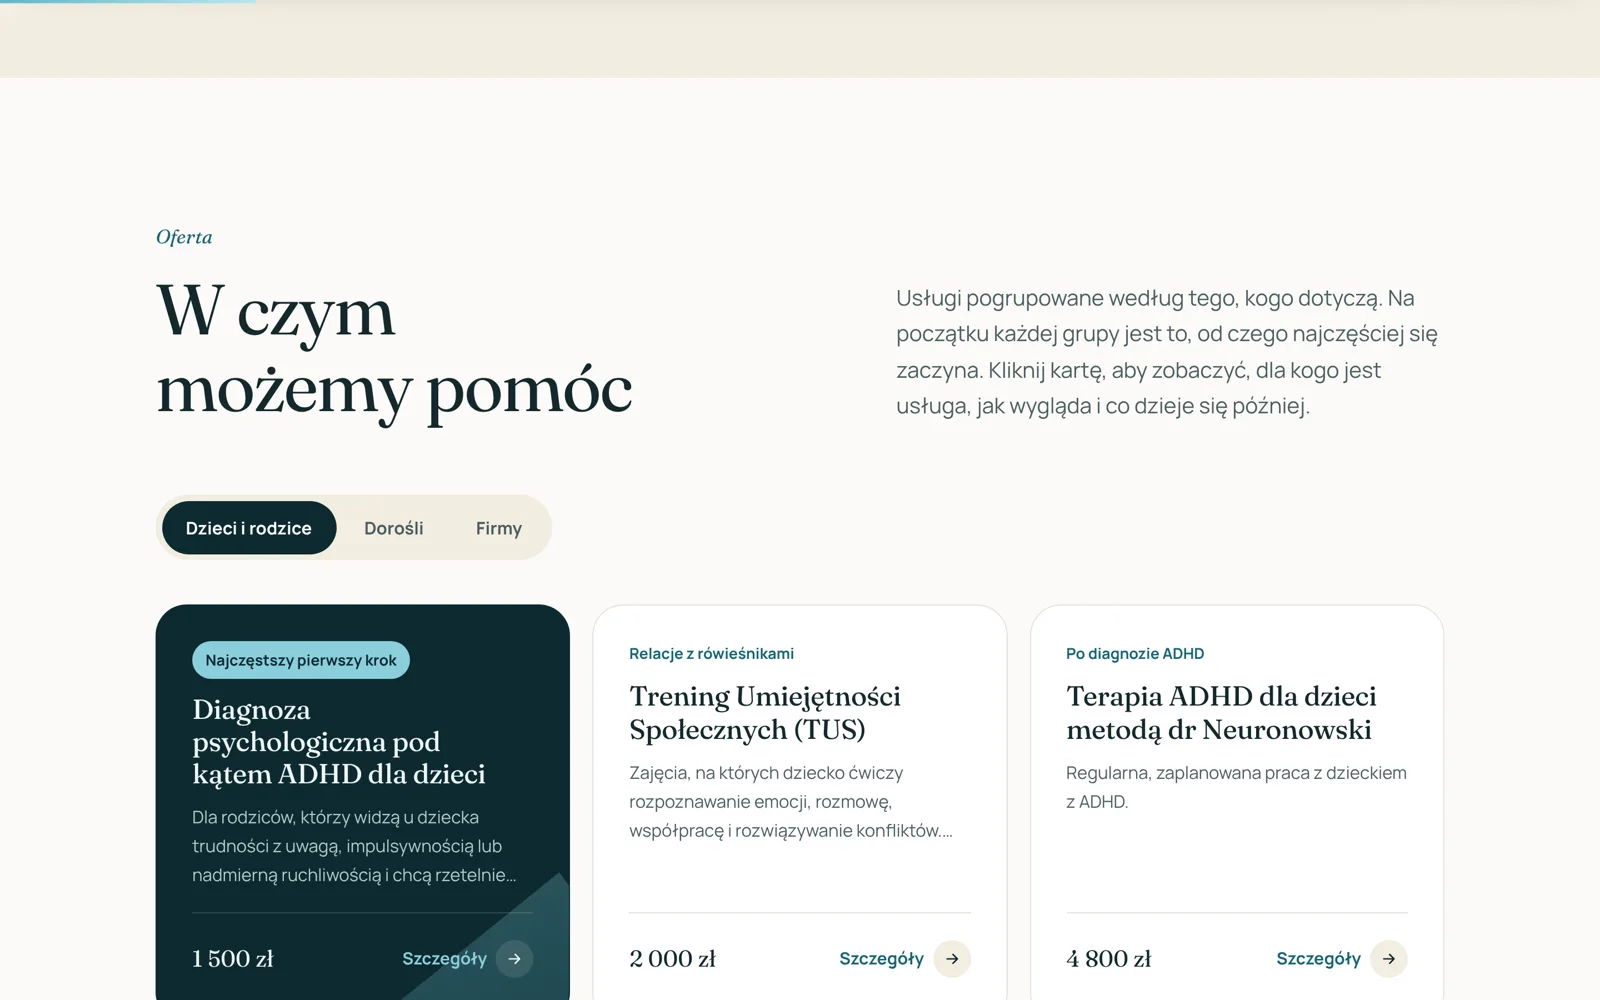 Oferta
W czym
możemy pomóc
Usługi pogrupowane według tego, kogo dotyczą. Na
początku każdej grupy jest to, od czego najczęściej się
zaczyna. Kliknij kartę, aby zobaczyć, dla kogo jest
usługa, jak wygląda i co dzieje się później.
Dzieci i rodzice
Dorośli
Firmy
Najczęstszy pierwszy krok
Diagnoza
psychologiczna pod
kątem ADHD dla dzieci
Dla rodziców, którzy widzą u dziecka
trudności z uwagą, impulsywnością lub
nadmierną ruchliwością i chcą rzetelnie…
1 500 zł
Szczegóły →
Relacje z rówieśnikami
Trening Umiejętności
Społecznych (TUS)
Zajęcia, na których dziecko ćwiczy
rozpoznawanie emocji, rozmowę,
współpracę i rozwiązywanie konfliktów.…
2 000 zł
Szczegóły →
Po diagnozie ADHD
Terapia ADHD dla dzieci
metodą dr Neuronowski
Regularna, zaplanowana praca z dzieckiem
z ADHD.
4 800 zł
Szczegóły →